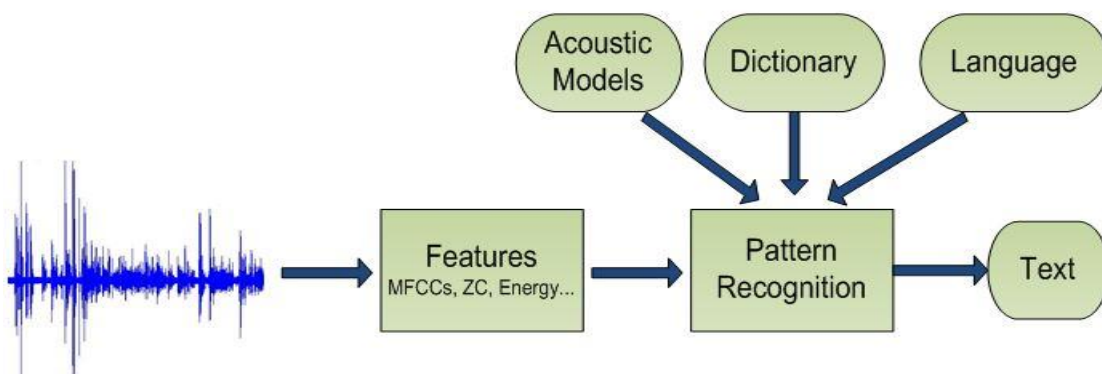 Acoustic
Models
Dictionary
Language
Features
MFCCs, ZC, Energy...
Pattern
Recognition
Text